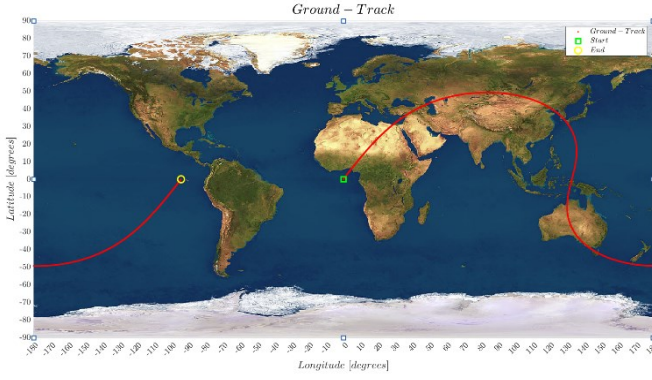 Ground − Track
Ground − Track
Start
End
Latitude [degrees]
90
80
70
60
50
40
30
20
10
0
-10
-20
-30
-40
-50
-60
-70
-80
-90
-180 -170 -160 -150 -140 -130 -120 -110 -100 -90 -80 -70 -60 -50 -40 -30 -20 -10 0 10 20 30 40 50 60 70 80 90 100 110 120 130 140 150 160 170 180
Longitude [degrees]